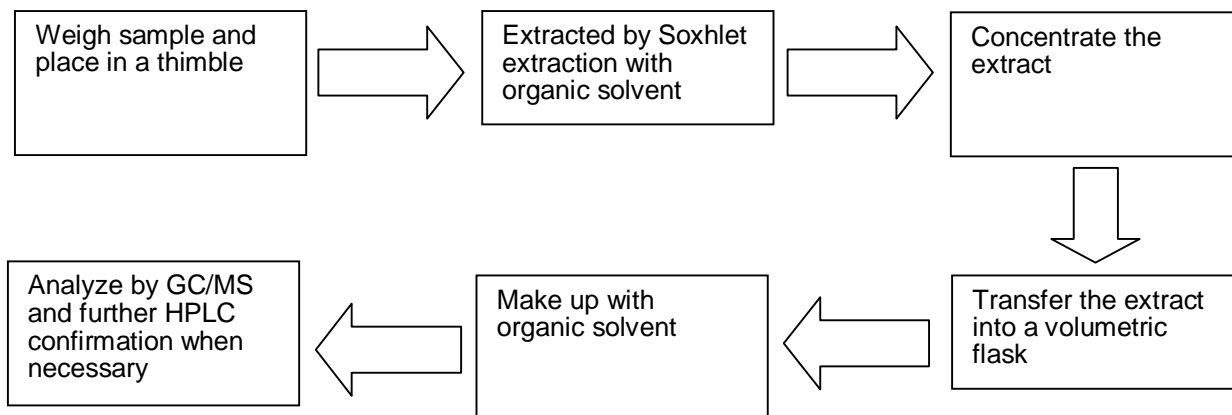 Weigh sample and
place in a thimble
Extracted by Soxhlet
extraction with
organic solvent
Concentrate the
extract
Transfer the extract
into a volumetric
flask
Make up with
organic solvent
Analyze by GC/MS
and further HPLC
confirmation when
necessary